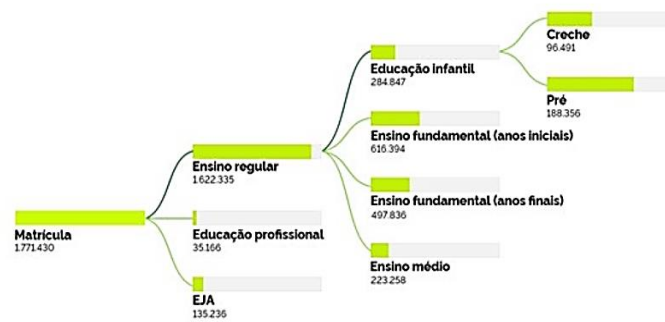 Matrícula
1.771.430
Ensino regular
1.622.335
Educação profissional
35.166
EJA
135.236
Educação infantil
284.847
Ensino fundamental (anos iniciais)
616.394
Ensino fundamental (anos finais)
497.836
Ensino médio
223.258
Creche
96.491
Pré
188.356